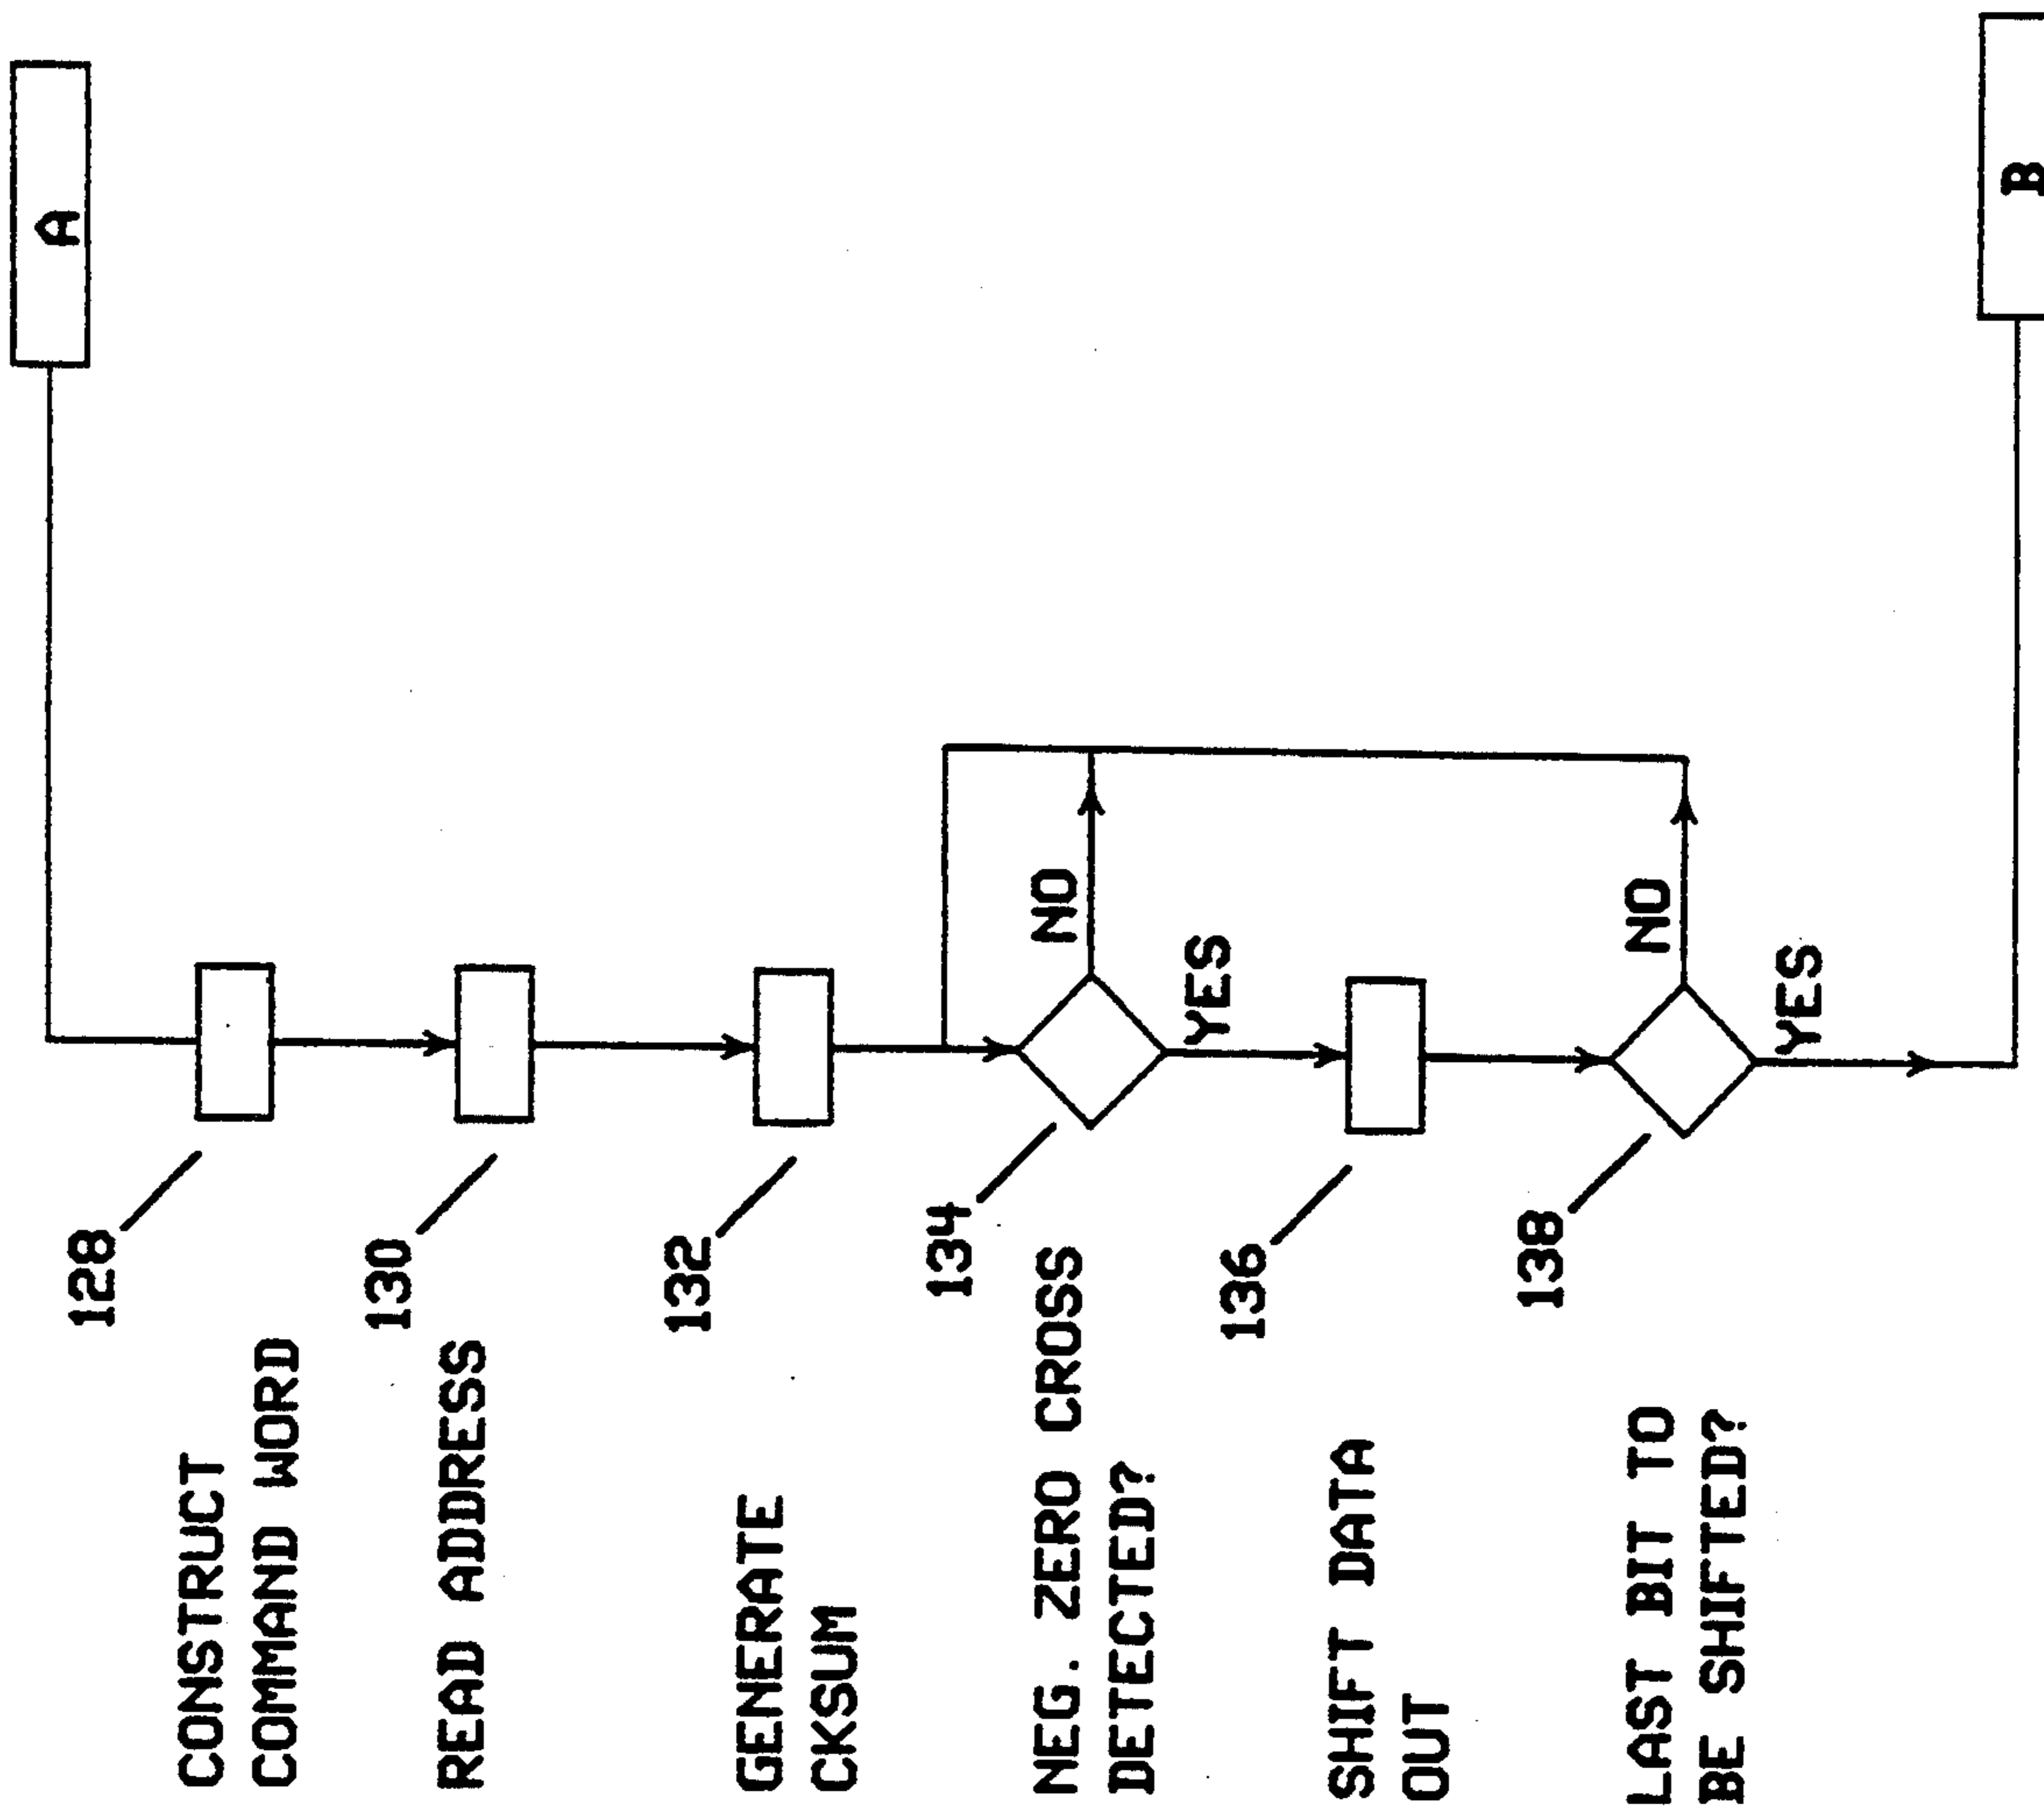 A
128
CONSTRUCT
COMMAND WORD
130
READ ADDRESS
132
GENERATE
CKSUM
134
NEG. ZERO CROSS
DETECTED?
NO
YES
136
SHIFT DATA
OUT
138
LAST BIT TO
BE SHIFTED?
NO
YES
B